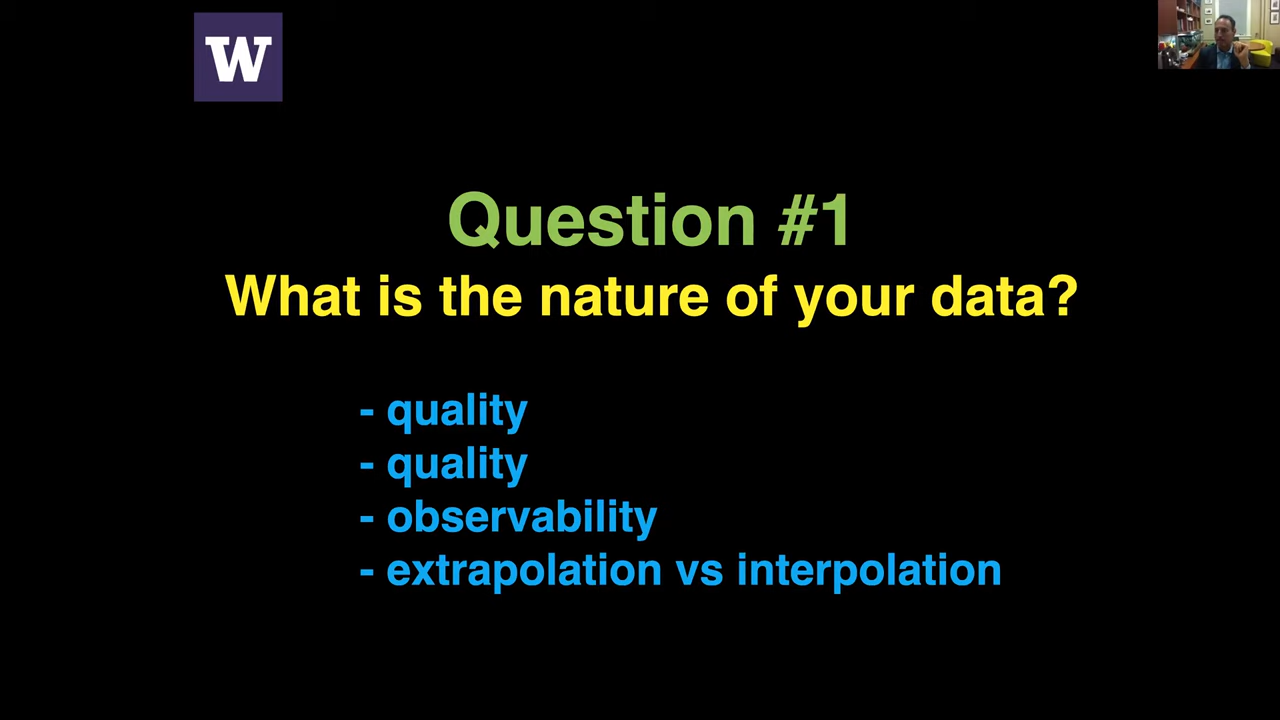 W
Question #1
What is the nature of your data?
- quality
- quality
- observability
- extrapolation vs interpolation